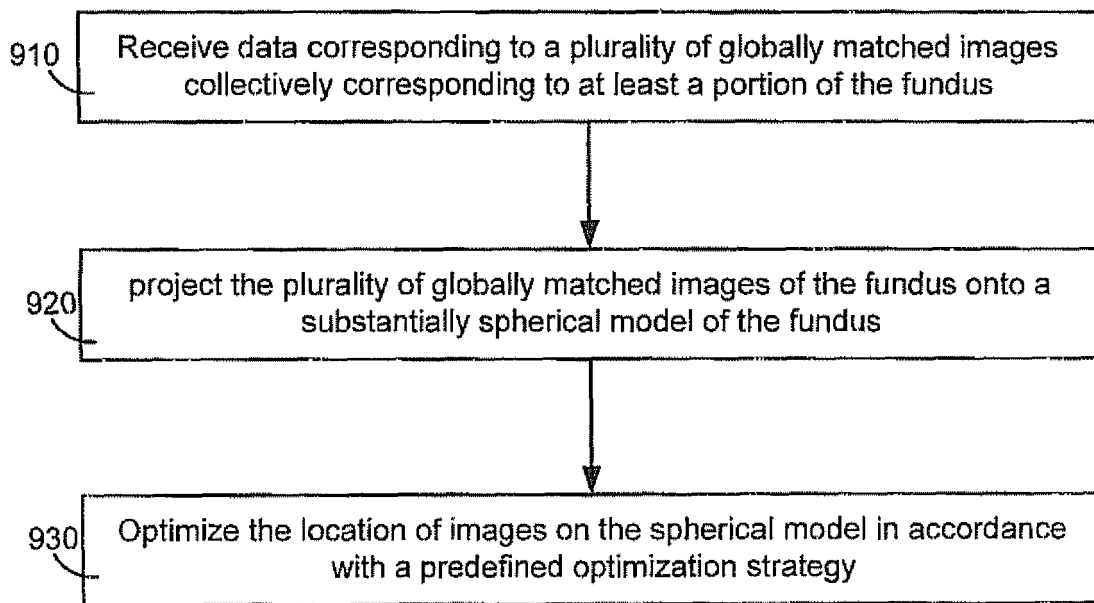 910
Receive data corresponding to a plurality of globally matched images
collectively corresponding to at least a portion of the fundus
920
project the plurality of globally matched images of the fundus onto a
substantially spherical model of the fundus
930
Optimize the location of images on the spherical model in accordance
with a predefined optimization strategy